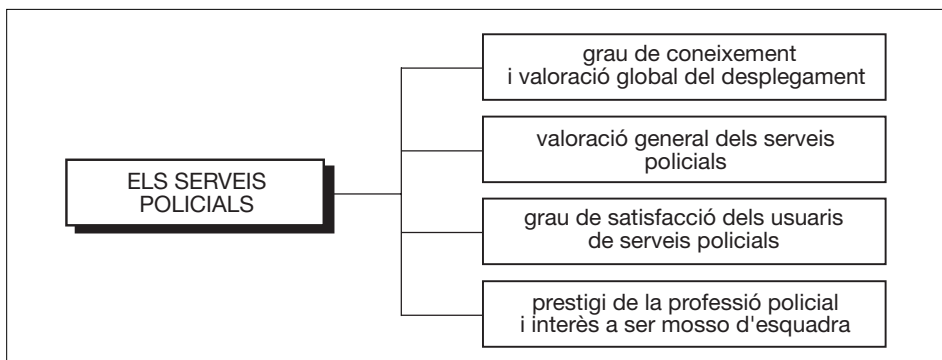 ELS SERVEIS
POLICIALS
grau de coneixement
i valoració global del desplegament
valoració general dels serveis
policials
grau de satisfacció dels usuaris
de serveis policials
prestigi de la professió policial
i interès a ser mosso d'esquadra